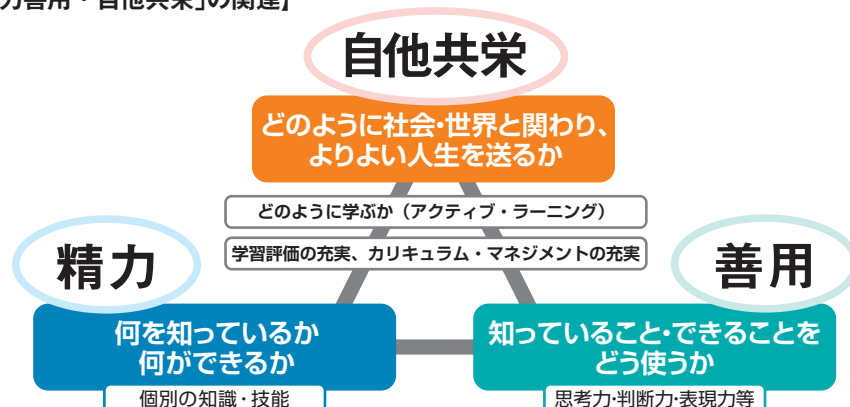 力善用・自他共栄」の関連】
自他共栄
どのように社会・世界と関わり、
よりよい人生を送るか
どのように学ぶか（アクティブ・ラーニング）
学習評価の充実、カリキュラム・マネジメントの充実
精力
善用
何を知っているか
何ができるか
知っていること・できることを
どう使うか
個別の知識・技能
思考力・判断力・表現力等